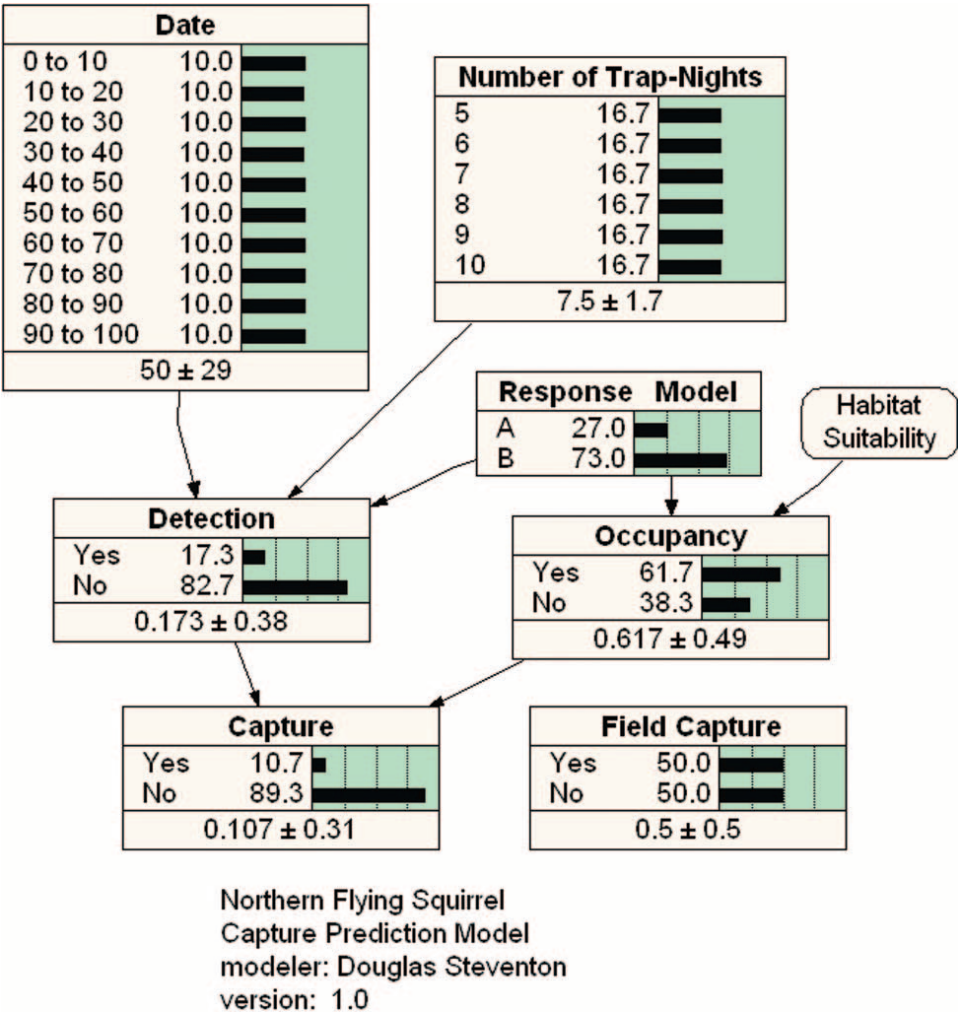 Date
0 to 10 10.0
10 to 20 10.0
20 to 30 10.0
30 to 40 10.0
40 to 50 10.0
50 to 60 10.0
60 to 70 10.0
70 to 80 10.0
80 to 90 10.0
90 to 100 10.0
50 ± 29
Number of Trap-Nights
5 16.7
6 16.7
7 16.7
8 16.7
9 16.7
10 16.7
7.5 ± 1.7
Response Model
A 27.0
B 73.0
Habitat
Suitability
Detection
Yes 17.3
No 82.7
0.173 ± 0.38
Occupancy
Yes 61.7
No 38.3
0.617 ± 0.49
Capture
Yes 10.7
No 89.3
0.107 ± 0.31
Field Capture
Yes 50.0
No 50.0
0.5 ± 0.5
Northern Flying Squirrel
Capture Prediction Model
modeler: Douglas Steventon
version: 1.0